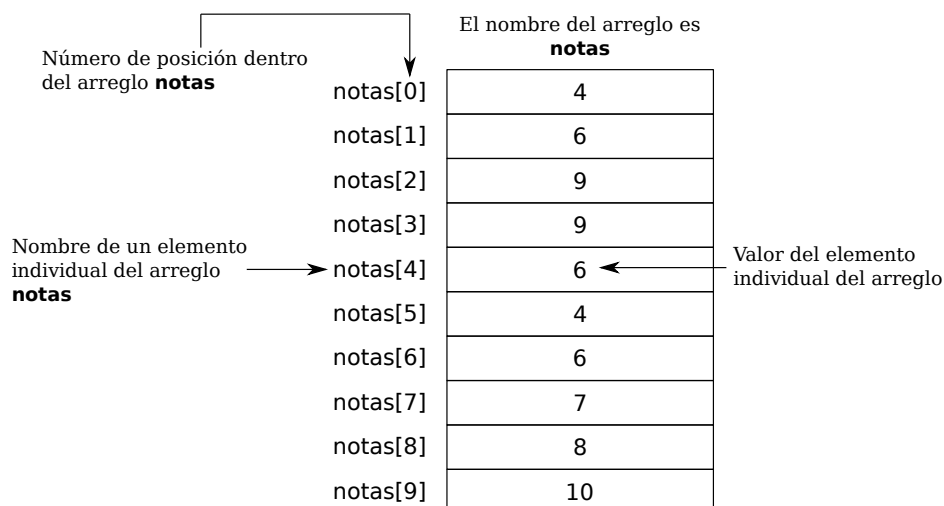 El nombre del arreglo es
notas
Número de posición dentro
del arreglo notas
notas[0] 4
notas[1] 6
notas[2] 9
notas[3] 9
Nombre de un elemento
individual del arreglo
notas
notas[4] 6
Valor del elemento
individual del arreglo
notas[5] 4
notas[6] 6
notas[7] 7
notas[8] 8
notas[9] 10